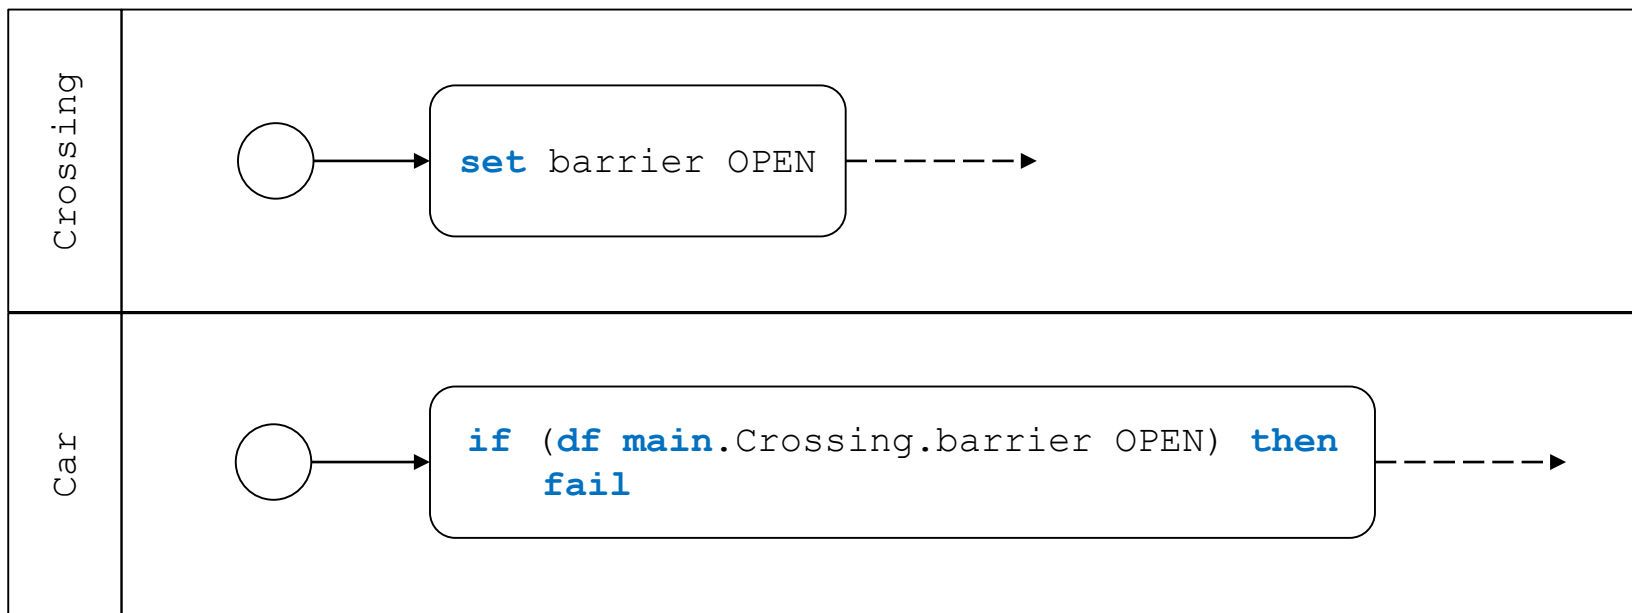 Crossing
set barrier OPEN
Car
if (df main.Crossing.barrier OPEN) then
fail